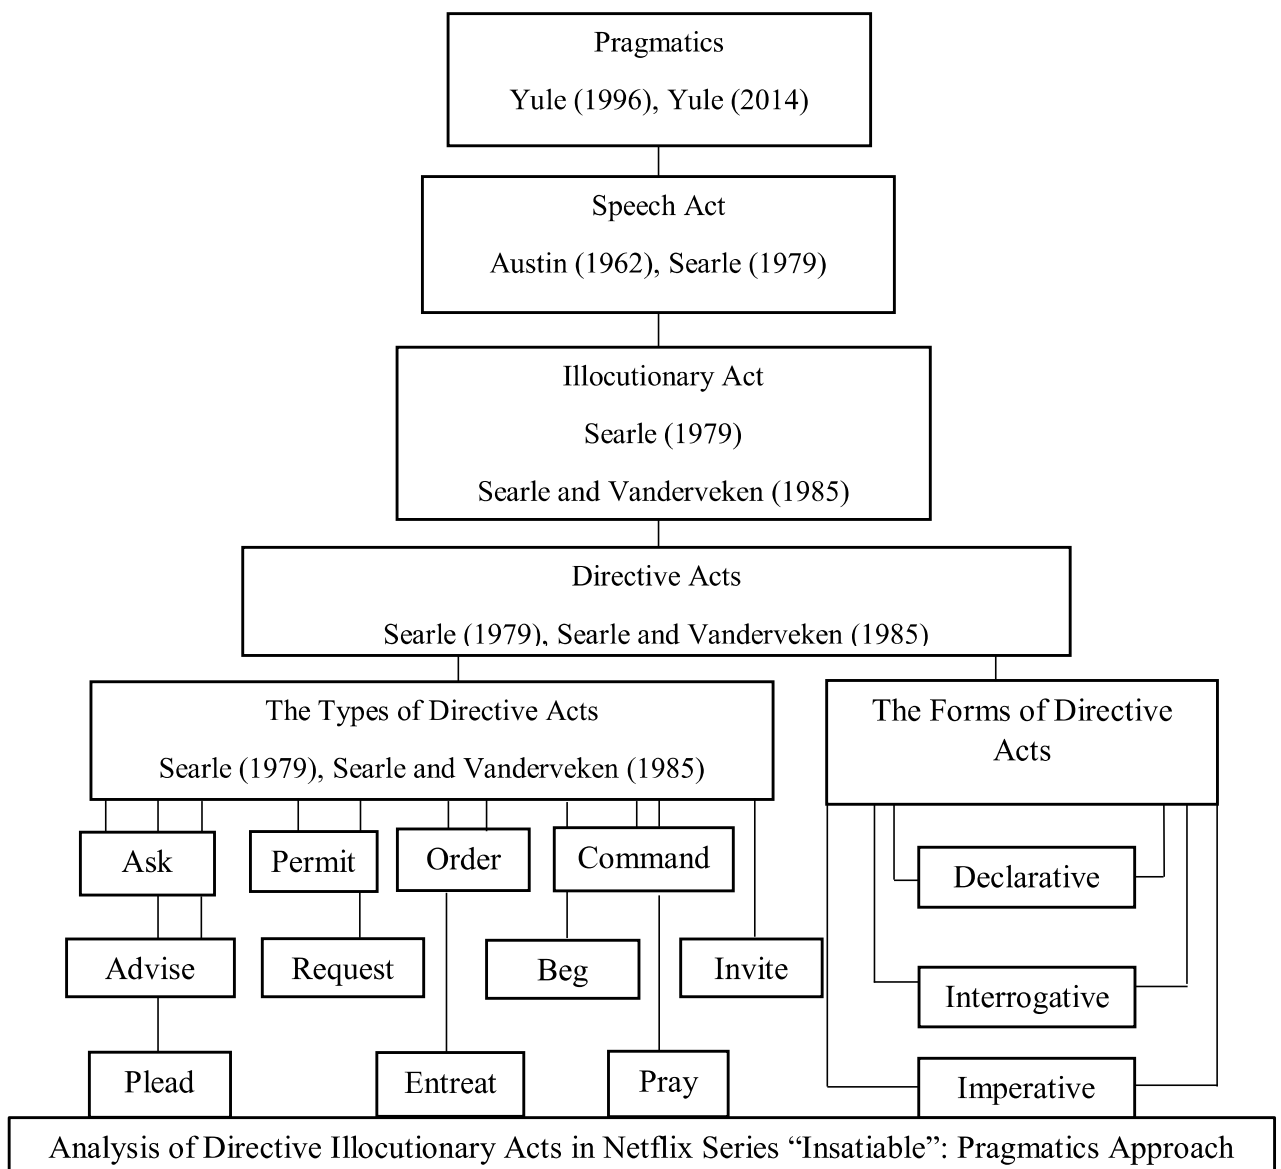 Pragmatics
Yule (1996), Yule (2014)
Speech Act
Austin (1962), Searle (1979)
Illocutionary Act
Searle (1979)
Searle and Vanderveken (1985)
Directive Acts
Searle (1979), Searle and Vanderveken (1985)
The Types of Directive Acts
Searle (1979), Searle and Vanderveken (1985)
The Forms of Directive
Acts
Ask
Permit
Order
Command
Declarative
Advise
Request
Beg
Invite
Interrogative
Plead
Entreat
Pray
Imperative
Analysis of Directive Illocutionary Acts in Netflix Series “Insatiable”: Pragmatics Approach